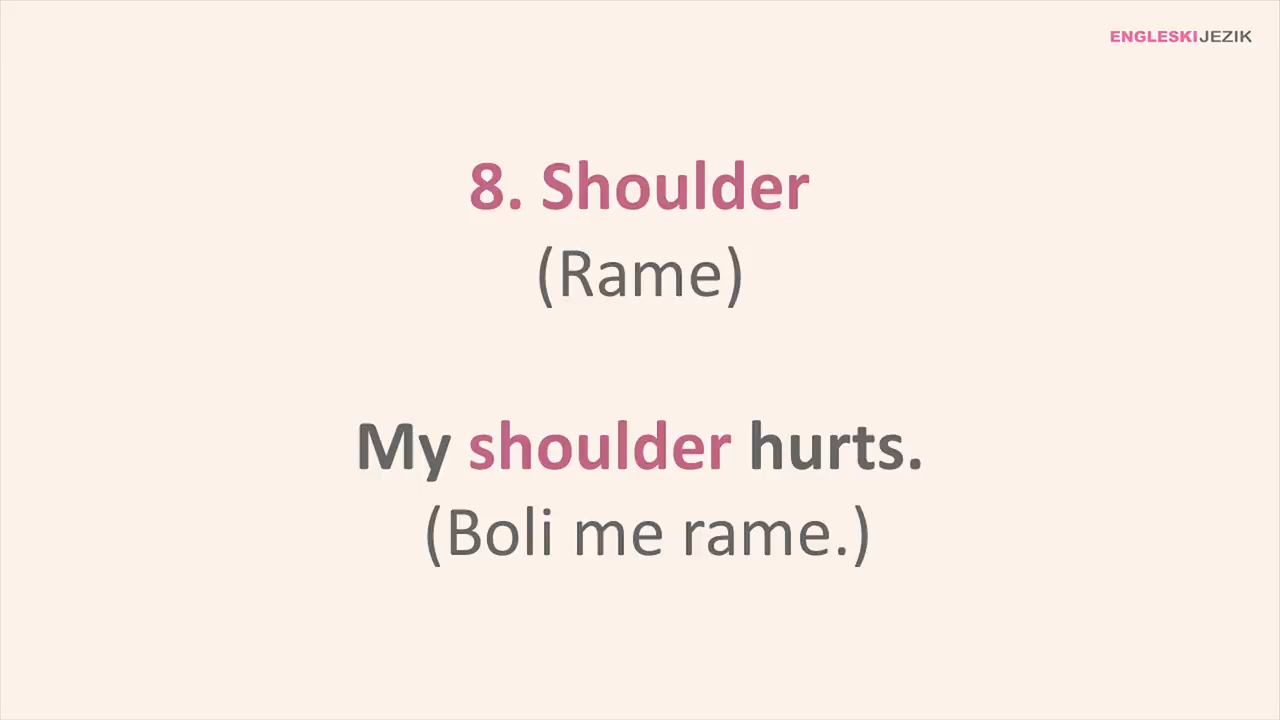 ENGLESKIJEZIK
8. Shoulder
(Rame)
My shoulder hurts.
(Boli me rame.)